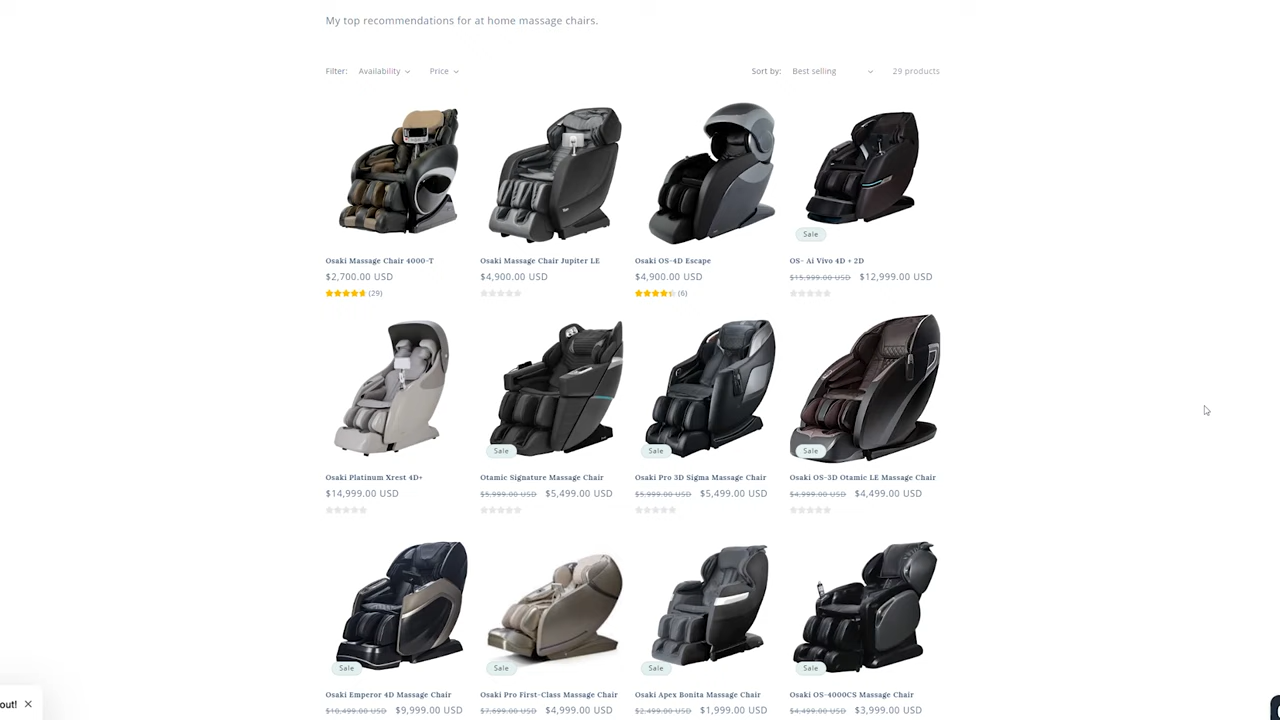 My top recommendations for at home massage chairs.
Filter: Availability Price Sort by: Best selling 29 products
Sale
Osaki Massage Chair 4000-T Osaki Massage Chair Jupiter LE Osaki OS-4D Escape OS- Ai Vivo 4D + 2D
$2,700.00 USD $4,900.00 USD $4,900.00 USD $15,999.00 USD $12,999.00 USD
(29) (6)
Sale Sale Sale
Osaki Platinum Xrest 4D+ Otamic Signature Massage Chair Osaki Pro 3D Sigma Massage Chair Osaki OS-3D Otamic LE Massage Chair
$14,999.00 USD $5,999.00 USD $5,499.00 USD $5,999.00 USD $5,499.00 USD $4,999.00 USD $4,499.00 USD
Sale Sale Sale Sale
Osaki Emperor 4D Massage Chair Osaki Pro First-Class Massage Chair Osaki Apex Bonita Massage Chair Osaki OS-4000CS Massage Chair
out!
$10,499.00 USD $9,999.00 USD $7,699.00 USD $4,999.00 USD $2,499.00 USD $1,999.00 USD $4,499.00 USD $3,999.00 USD